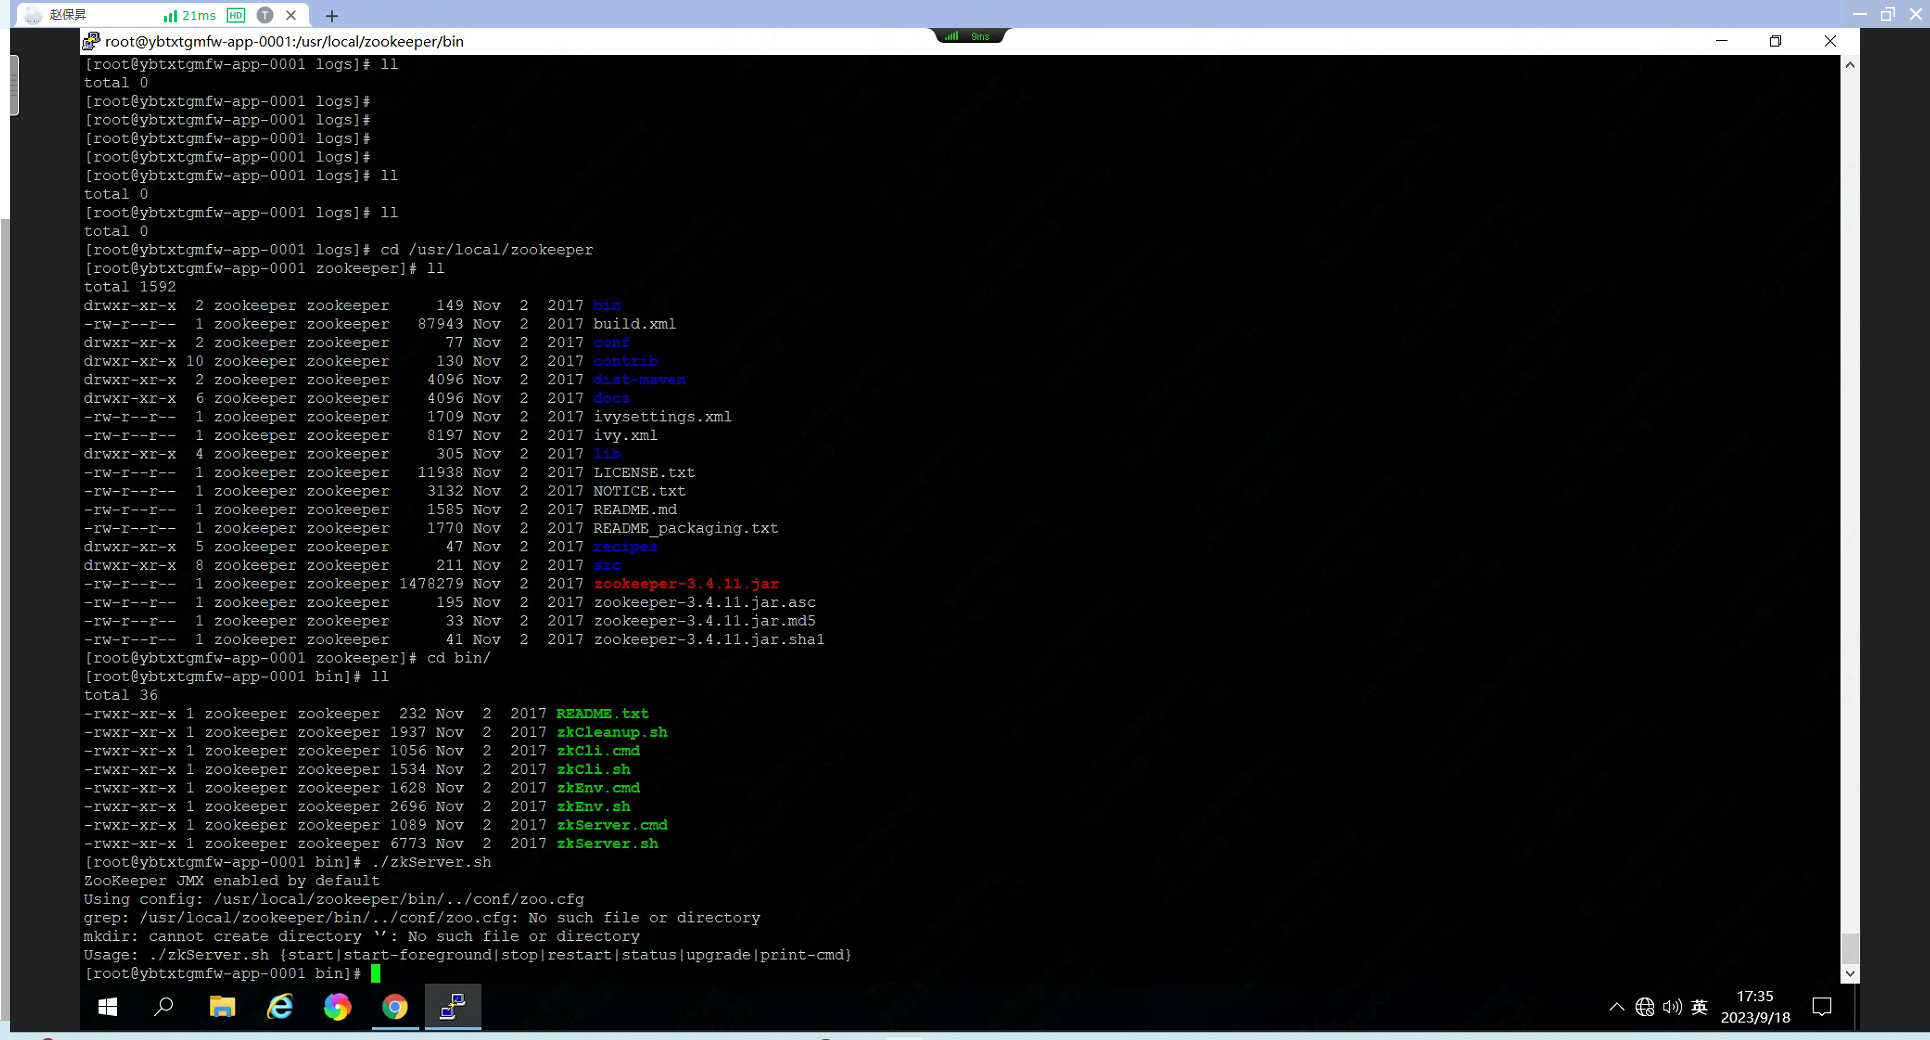 赵保昇 21ms HD T
root@ybtxtgmfw-app-0001:/usr/local/zookeeper/bin
9ms
[root@ybtxtgmfw-app-0001 logs]# ll
total 0
[root@ybtxtgmfw-app-0001 logs]#
[root@ybtxtgmfw-app-0001 logs]#
[root@ybtxtgmfw-app-0001 logs]#
[root@ybtxtgmfw-app-0001 logs]#
[root@ybtxtgmfw-app-0001 logs]# ll
total 0
[root@ybtxtgmfw-app-0001 logs]# ll
total 0
[root@ybtxtgmfw-app-0001 logs]# cd /usr/local/zookeeper
[root@ybtxtgmfw-app-0001 zookeeper]# ll
total 1592
drwxr-xr-x  2 zookeeper zookeeper     149 Nov  2  2017 bin
-rw-r--r--  1 zookeeper zookeeper   87943 Nov  2  2017 build.xml
drwxr-xr-x  2 zookeeper zookeeper      77 Nov  2  2017 conf
drwxr-xr-x 10 zookeeper zookeeper     130 Nov  2  2017 contrib
drwxr-xr-x  2 zookeeper zookeeper    4096 Nov  2  2017 dist-maven
drwxr-xr-x  6 zookeeper zookeeper    4096 Nov  2  2017 docs
-rw-r--r--  1 zookeeper zookeeper    1709 Nov  2  2017 ivysettings.xml
-rw-r--r--  1 zookeeper zookeeper    8197 Nov  2  2017 ivy.xml
drwxr-xr-x  4 zookeeper zookeeper     305 Nov  2  2017 lib
-rw-r--r--  1 zookeeper zookeeper   11938 Nov  2  2017 LICENSE.txt
-rw-r--r--  1 zookeeper zookeeper    3132 Nov  2  2017 NOTICE.txt
-rw-r--r--  1 zookeeper zookeeper    1585 Nov  2  2017 README.md
-rw-r--r--  1 zookeeper zookeeper    1770 Nov  2  2017 README_packaging.txt
drwxr-xr-x  5 zookeeper zookeeper      47 Nov  2  2017 recipes
drwxr-xr-x  8 zookeeper zookeeper     211 Nov  2  2017 src
-rw-r--r--  1 zookeeper zookeeper 1478279 Nov  2  2017 zookeeper-3.4.11.jar
-rw-r--r--  1 zookeeper zookeeper     195 Nov  2  2017 zookeeper-3.4.11.jar.asc
-rw-r--r--  1 zookeeper zookeeper      33 Nov  2  2017 zookeeper-3.4.11.jar.md5
-rw-r--r--  1 zookeeper zookeeper      41 Nov  2  2017 zookeeper-3.4.11.jar.sha1
[root@ybtxtgmfw-app-0001 zookeeper]# cd bin/
[root@ybtxtgmfw-app-0001 bin]# ll
total 36
-rwxr-xr-x 1 zookeeper zookeeper  232 Nov  2  2017 README.txt
-rwxr-xr-x 1 zookeeper zookeeper 1937 Nov  2  2017 zkCleanup.sh
-rwxr-xr-x 1 zookeeper zookeeper 1056 Nov  2  2017 zkCli.cmd
-rwxr-xr-x 1 zookeeper zookeeper 1534 Nov  2  2017 zkCli.sh
-rwxr-xr-x 1 zookeeper zookeeper 1628 Nov  2  2017 zkEnv.cmd
-rwxr-xr-x 1 zookeeper zookeeper 2696 Nov  2  2017 zkEnv.sh
-rwxr-xr-x 1 zookeeper zookeeper 1089 Nov  2  2017 zkServer.cmd
-rwxr-xr-x 1 zookeeper zookeeper 6773 Nov  2  2017 zkServer.sh
[root@ybtxtgmfw-app-0001 bin]# ./zkServer.sh
ZooKeeper JMX enabled by default
Using config: /usr/local/zookeeper/bin/../conf/zoo.cfg
grep: /usr/local/zookeeper/bin/../conf/zoo.cfg: No such file or directory
mkdir: cannot create directory ‘’: No such file or directory
Usage: ./zkServer.sh {start|start-foreground|stop|restart|status|upgrade|print-cmd}
[root@ybtxtgmfw-app-0001 bin]#
英
17:35
2023/9/18